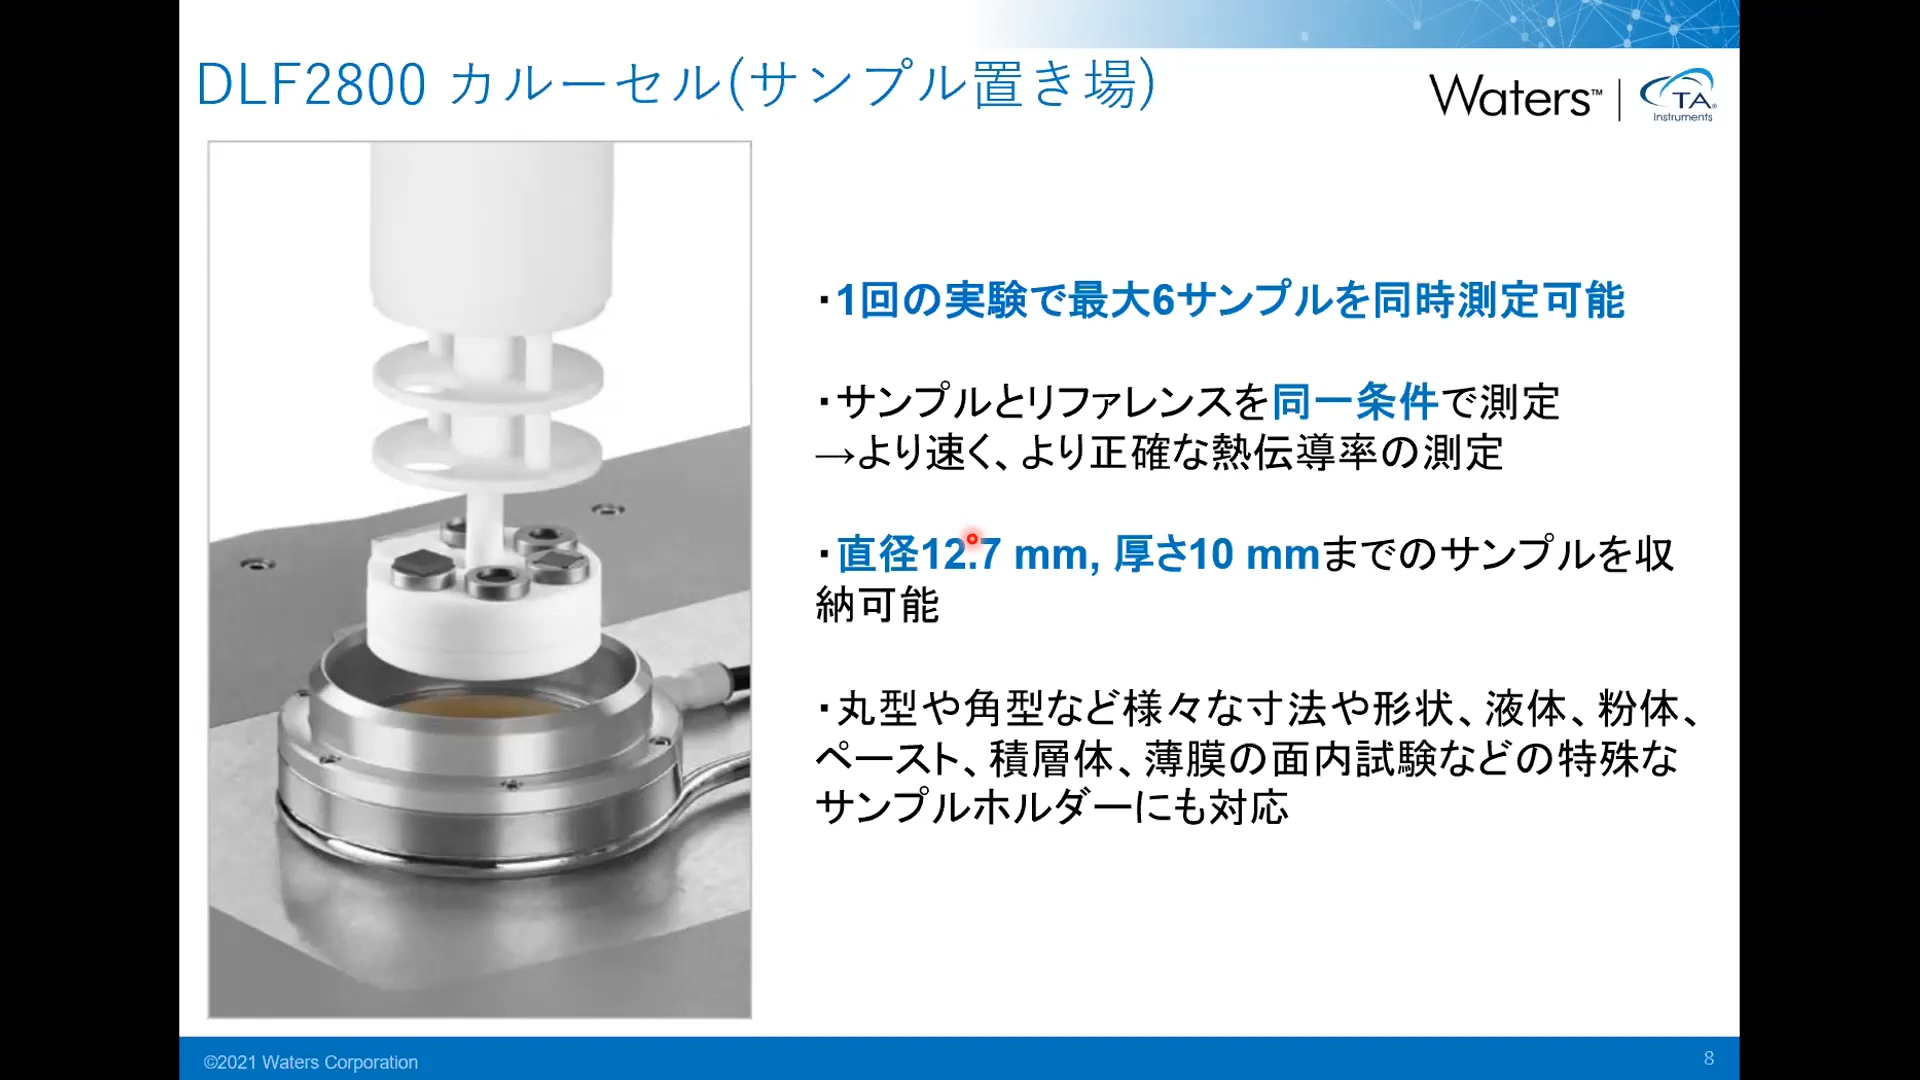 DLF2800 カルーセル(サンプル置き場)
Waters™
TA
Instruments
・1回の実験で最大6サンプルを同時測定可能
・サンプルとリファレンスを同一条件で測定
→より速く、より正確な熱伝導率の測定
・直径12.7 mm, 厚さ10 mmまでのサンプルを収
納可能
・丸型や角型など様々な寸法や形状、液体、粉体、
ペースト、積層体、薄膜の面内試験などの特殊な
サンプルホルダーにも対応
©2021 Waters Corporation
8